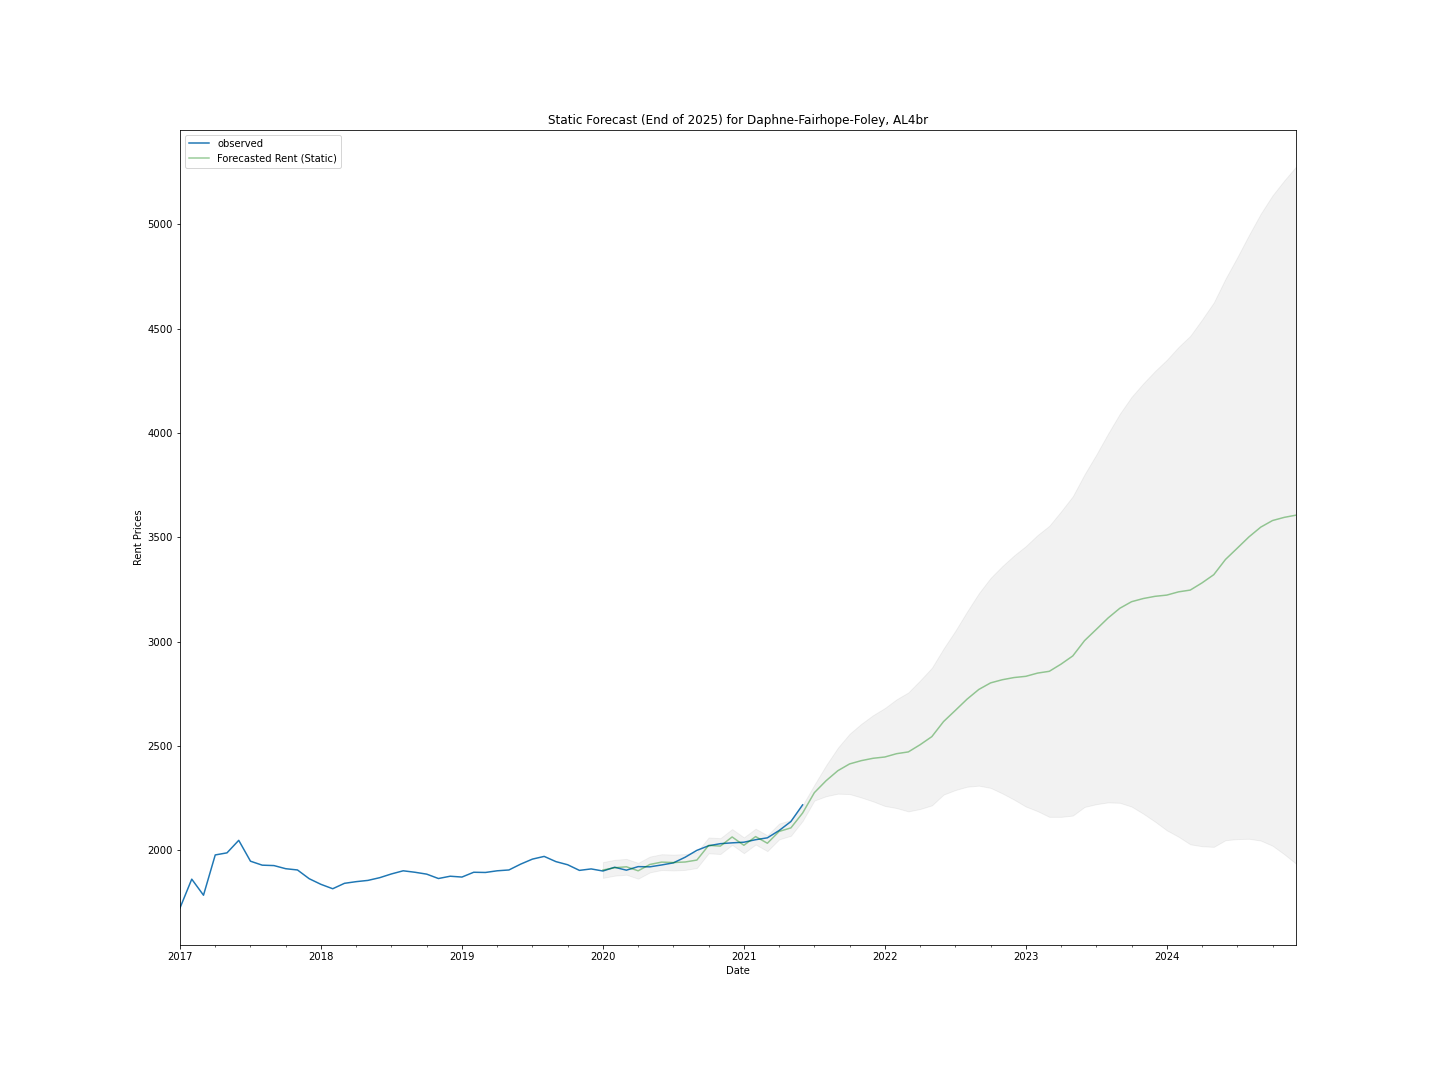 Static Forecast (End of 2025) for Daphne-Fairhope-Foley, AL4br
observed
Forecasted Rent (Static)
5000
4500
4000
3500
3000
2500
2000
Rent Prices
2017 2018 2019 2020 2021 2022 2023 2024
Date